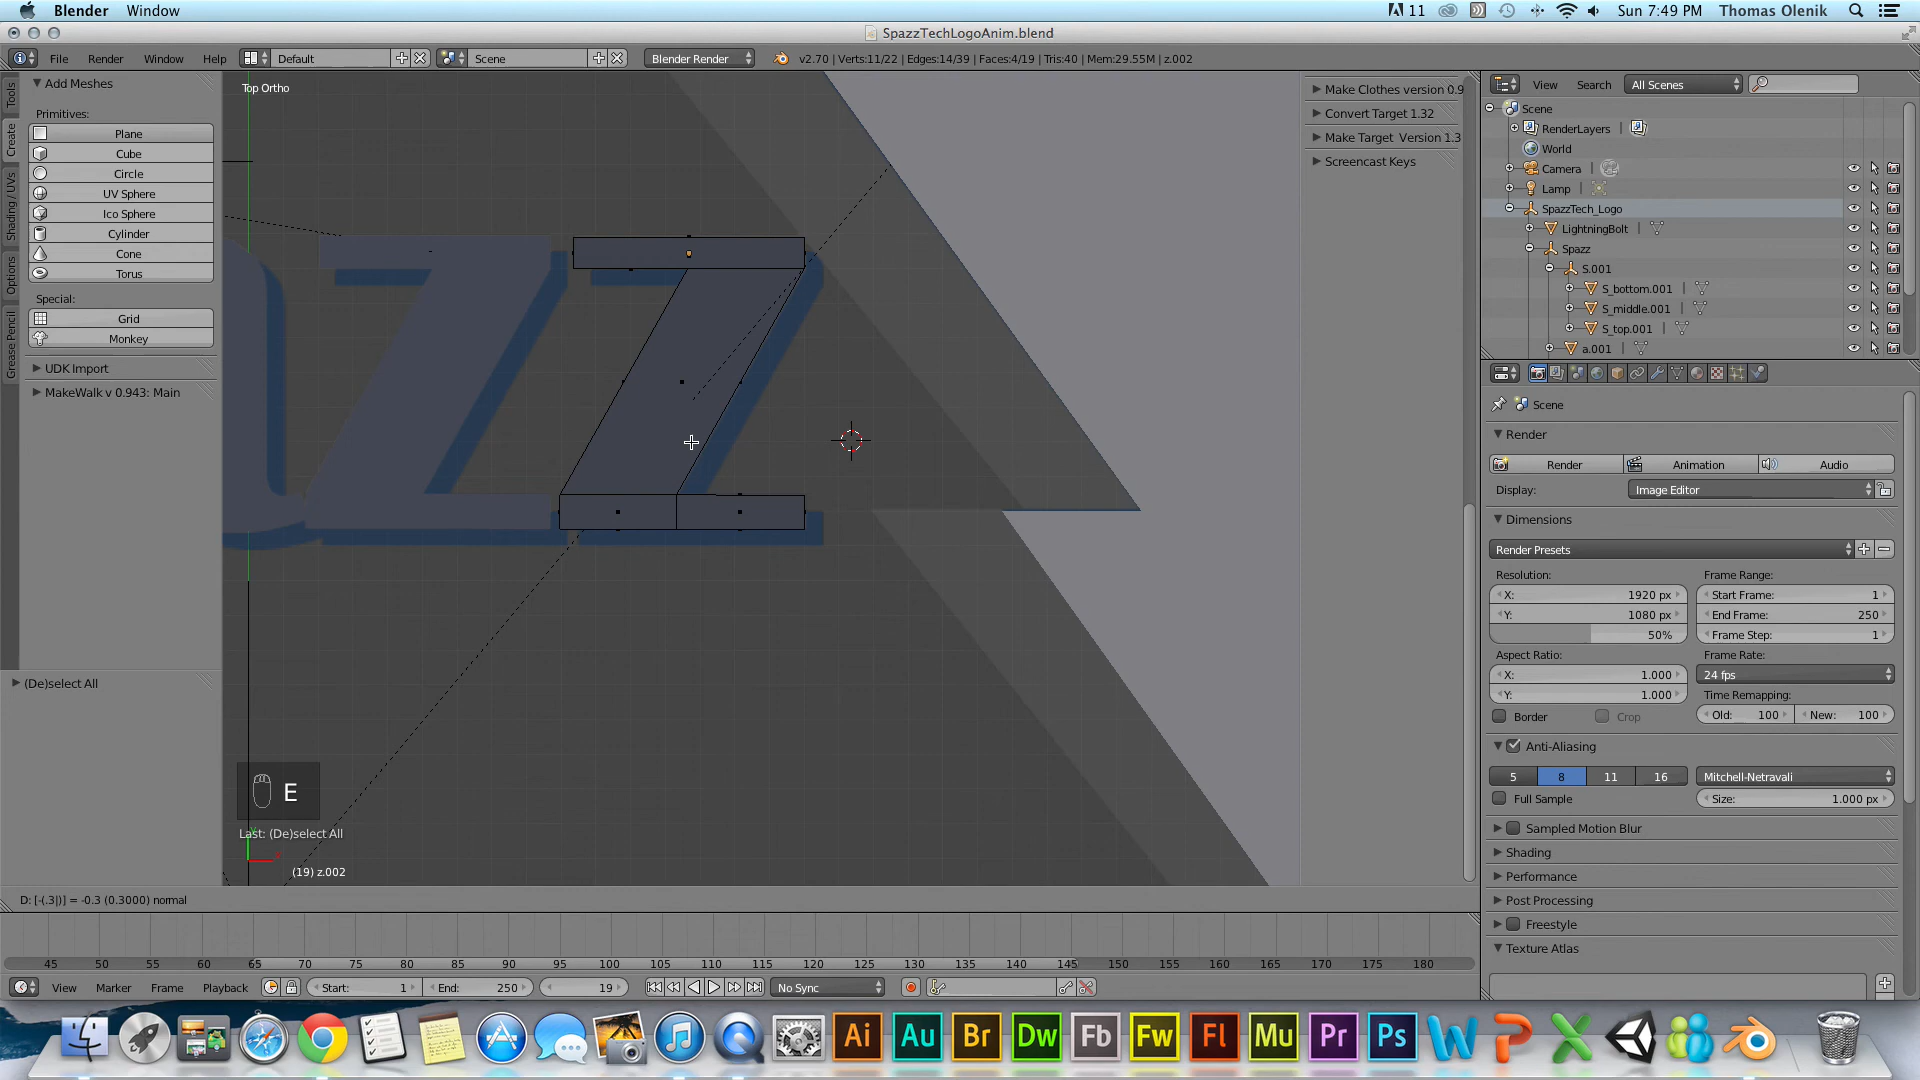 Blender Window
11 Sun 7:49 PM Thomas Olenik
SpazzTechLogoAnim.blend
File Render Window Help Default Scene Blender Render v2.70 | Verts:11/22 | Edges:14/39 | Faces:4/19 | Tris:40 | Mem:29.55M | z.002
Tools
Create
Shading / UVs
Options
Grease Pencil
Add Meshes
Primitives:
Plane
Cube
Circle
UV Sphere
Ico Sphere
Cylinder
Cone
Torus
Special:
Grid
Monkey
UDK Import
MakeWalk v 0.943: Main
(De)select All
Top Ortho
E
Last: (De)select All
(19) z.002
D: [-(.3|)] = -0.3 (0.3000) normal
Make Clothes version 0.9
Convert Target 1.32
Make Target Version 1.3
Screencast Keys
View Search All Scenes
Scene
RenderLayers
World
Camera
Lamp
SpazzTech_Logo
LightningBolt
Spazz
S.001
S_bottom.001
S_middle.001
S_top.001
a.001
Scene
Render
Render Animation Audio
Display: Image Editor
Dimensions
Render Presets
Resolution: Frame Range:
X: 1920 px Start Frame: 1
Y: 1080 px End Frame: 250
50% Frame Step: 1
Aspect Ratio: Frame Rate:
X: 1.000 24 fps
Y: 1.000 Time Remapping:
Border Crop Old: 100 New: 100
Anti-Aliasing
5 8 11 16 Mitchell-Netravali
Full Sample Size: 1.000 px
Sampled Motion Blur
Shading
Performance
Post Processing
Freestyle
Texture Atlas
45 50 55 60 65 70 75 80 85 90 95 100 105 110 115 120 125 130 135 140 145 150 155 160 165 170 175 180
View Marker Frame Playback Start: 1 End: 250 19 No Sync
Ai Au Br Dw Fb Fw Fl Mu Pr Ps W P X